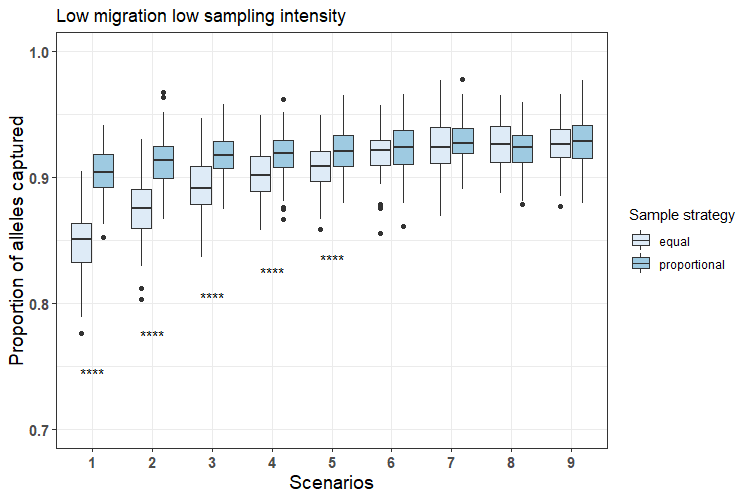 Low migration low sampling intensity
Proportion of alleles captured
1.0
0.9
0.8
0.7
****
****
****
****
****
1 2 3 4 5 6 7 8 9
Scenarios
Sample strategy
equal
proportional